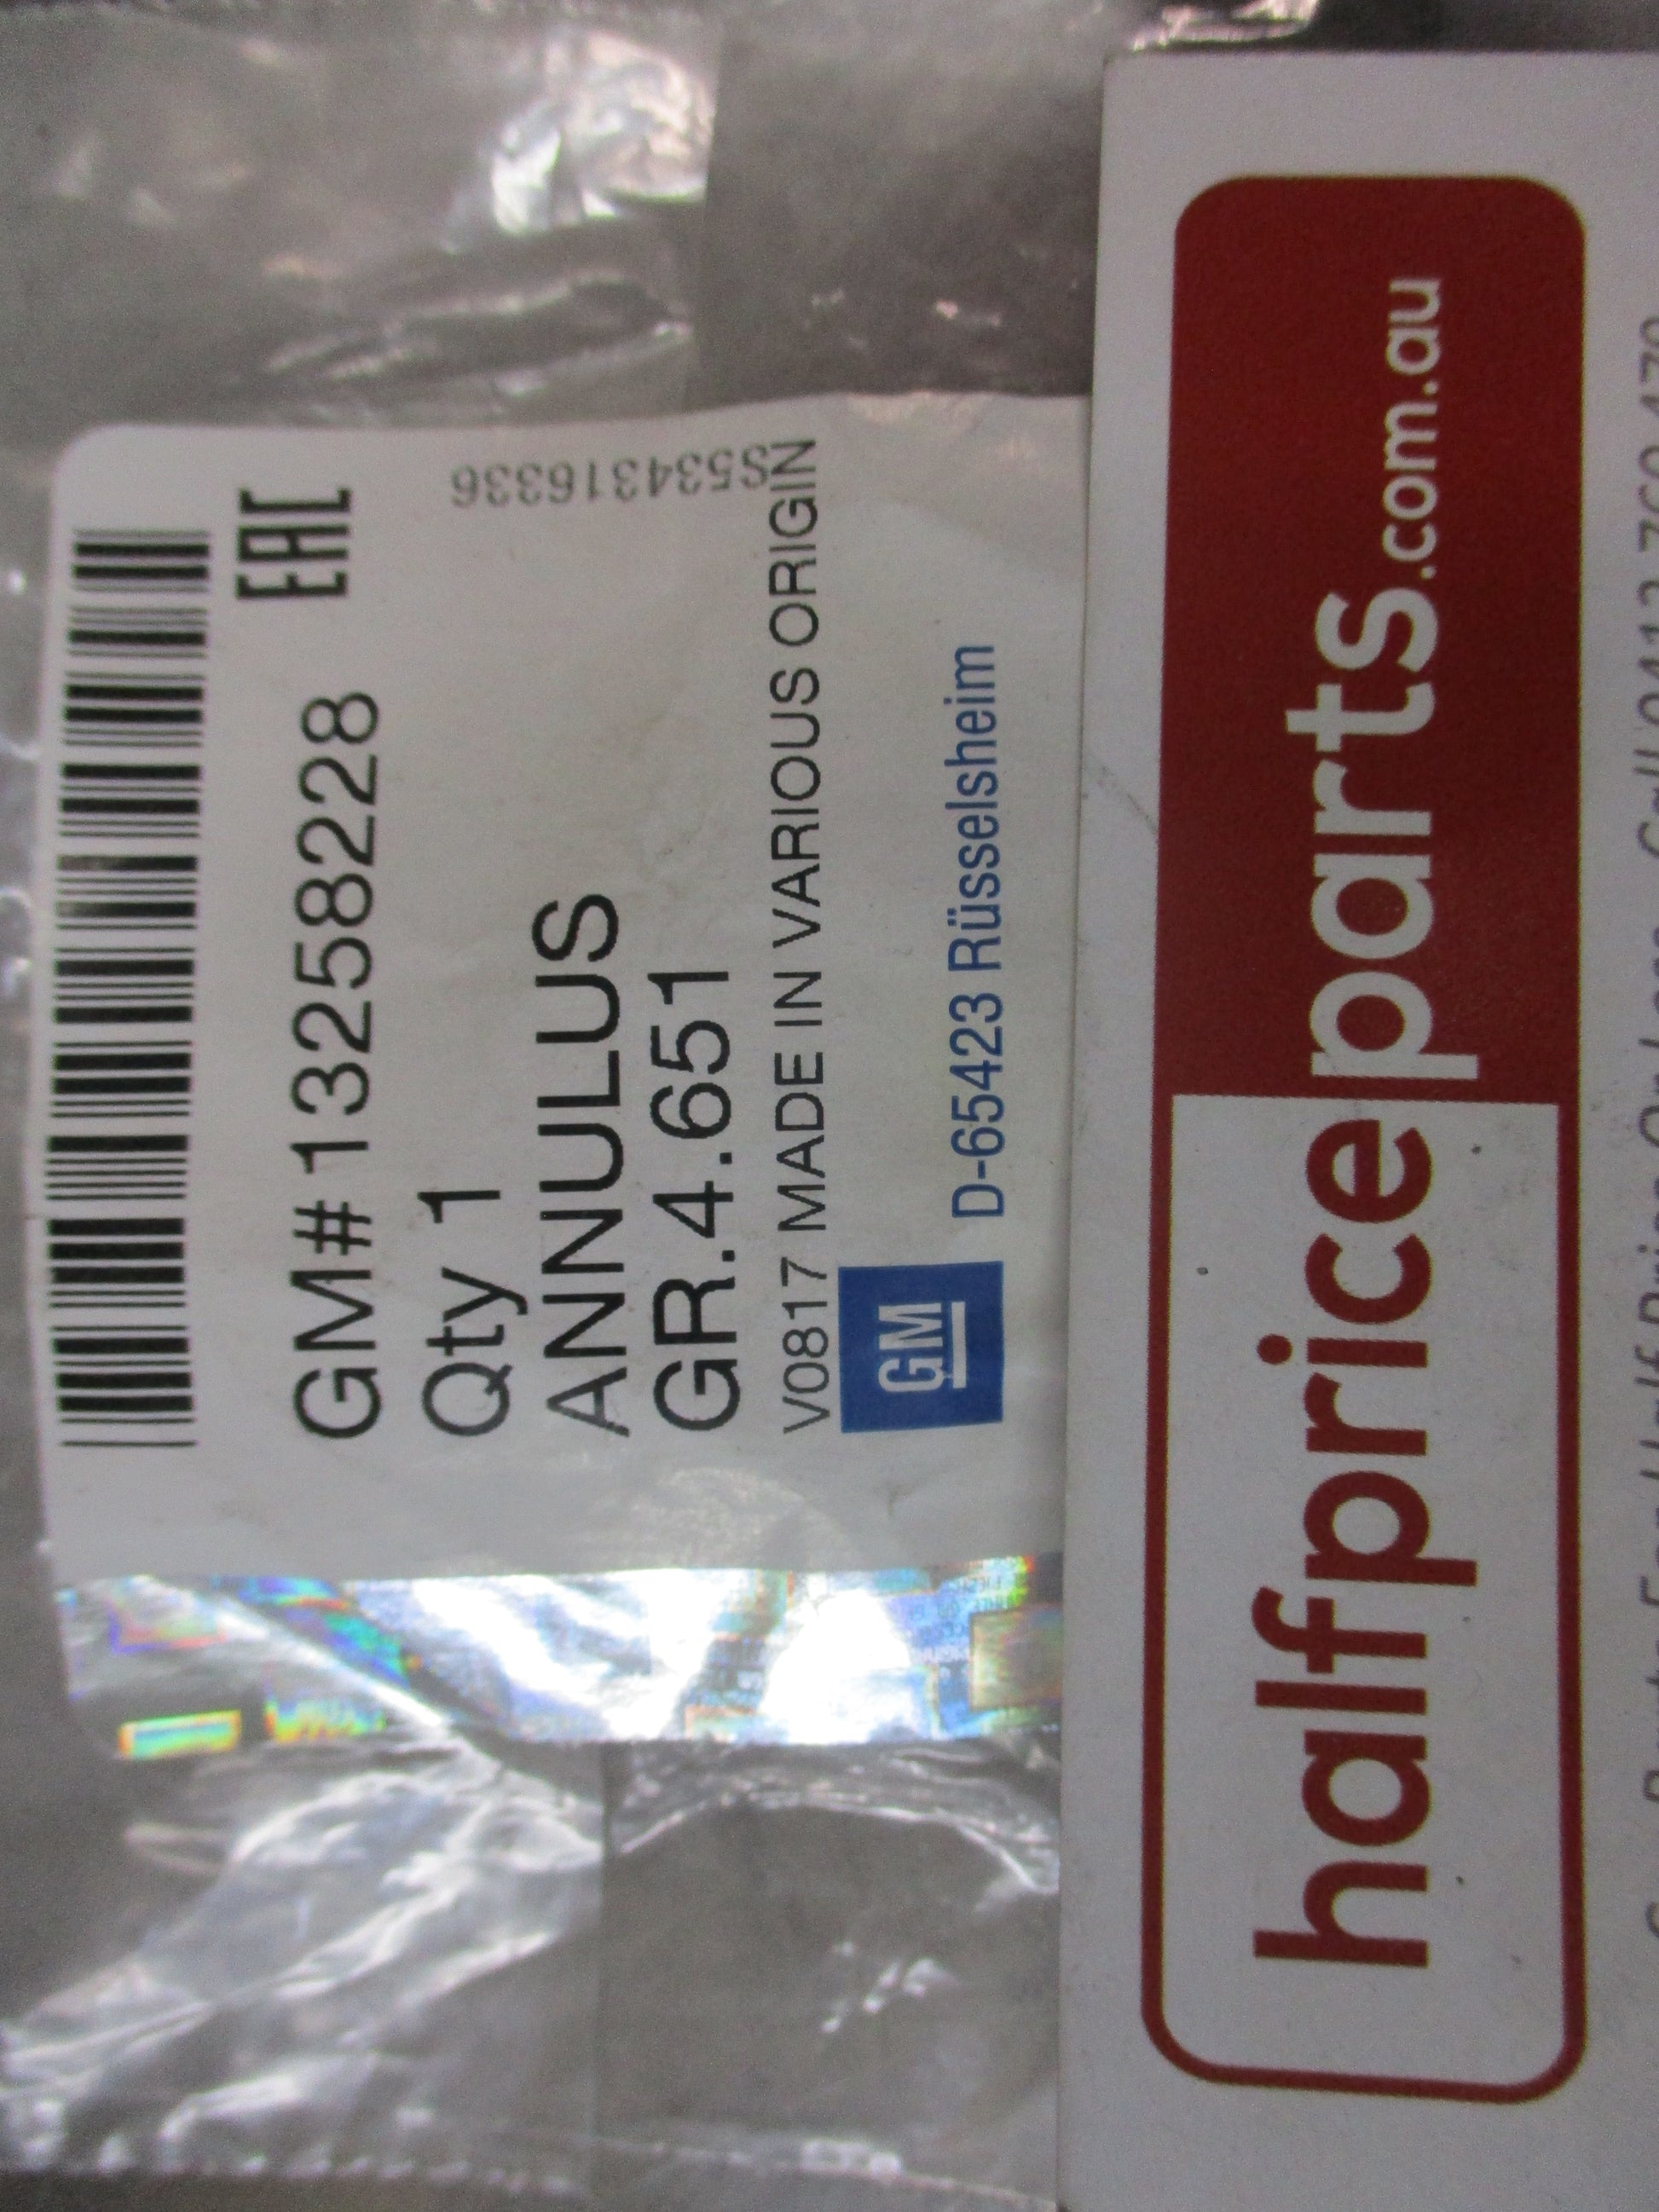 GM# 13258228
EAC
Qty 1
ANNULUS
GR.4.651
S534316336
V0817 MADE IN VARIOUS ORIGIN
GM
D-65423 Rüsselsheim
halfpriceparts.com.au